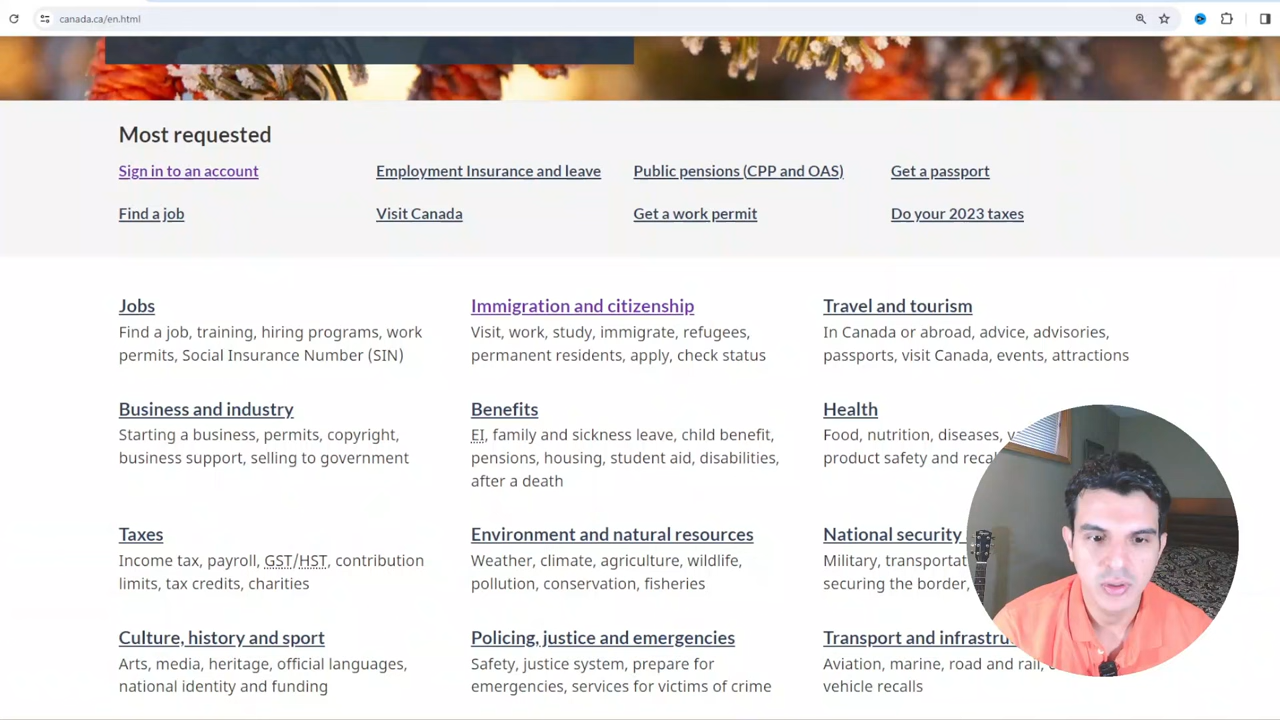 canada.ca/en.html
Most requested
Sign in to an account
Employment Insurance and leave
Public pensions (CPP and OAS)
Get a passport
Find a job
Visit Canada
Get a work permit
Do your 2023 taxes
Jobs
Find a job, training, hiring programs, work
permits, Social Insurance Number (SIN)
Immigration and citizenship
Visit, work, study, immigrate, refugees,
permanent residents, apply, check status
Travel and tourism
In Canada or abroad, advice, advisories,
passports, visit Canada, events, attractions
Business and industry
Starting a business, permits, copyright,
business support, selling to government
Benefits
EI, family and sickness leave, child benefit,
pensions, housing, student aid, disabilities,
after a death
Health
Food, nutrition, diseases,
product safety and
Taxes
Income tax, payroll, GST/HST, contribution
limits, tax credits, charities
Environment and natural resources
Weather, climate, agriculture, wildlife,
pollution, conservation, fisheries
National security
Military,
securing the border,
Culture, history and sport
Arts, media, heritage, official languages,
national identity and funding
Policing, justice and emergencies
Safety, justice system, prepare for
emergencies, services for victims of crime
Transport and
Aviation, marine, road and rail,
vehicle recalls